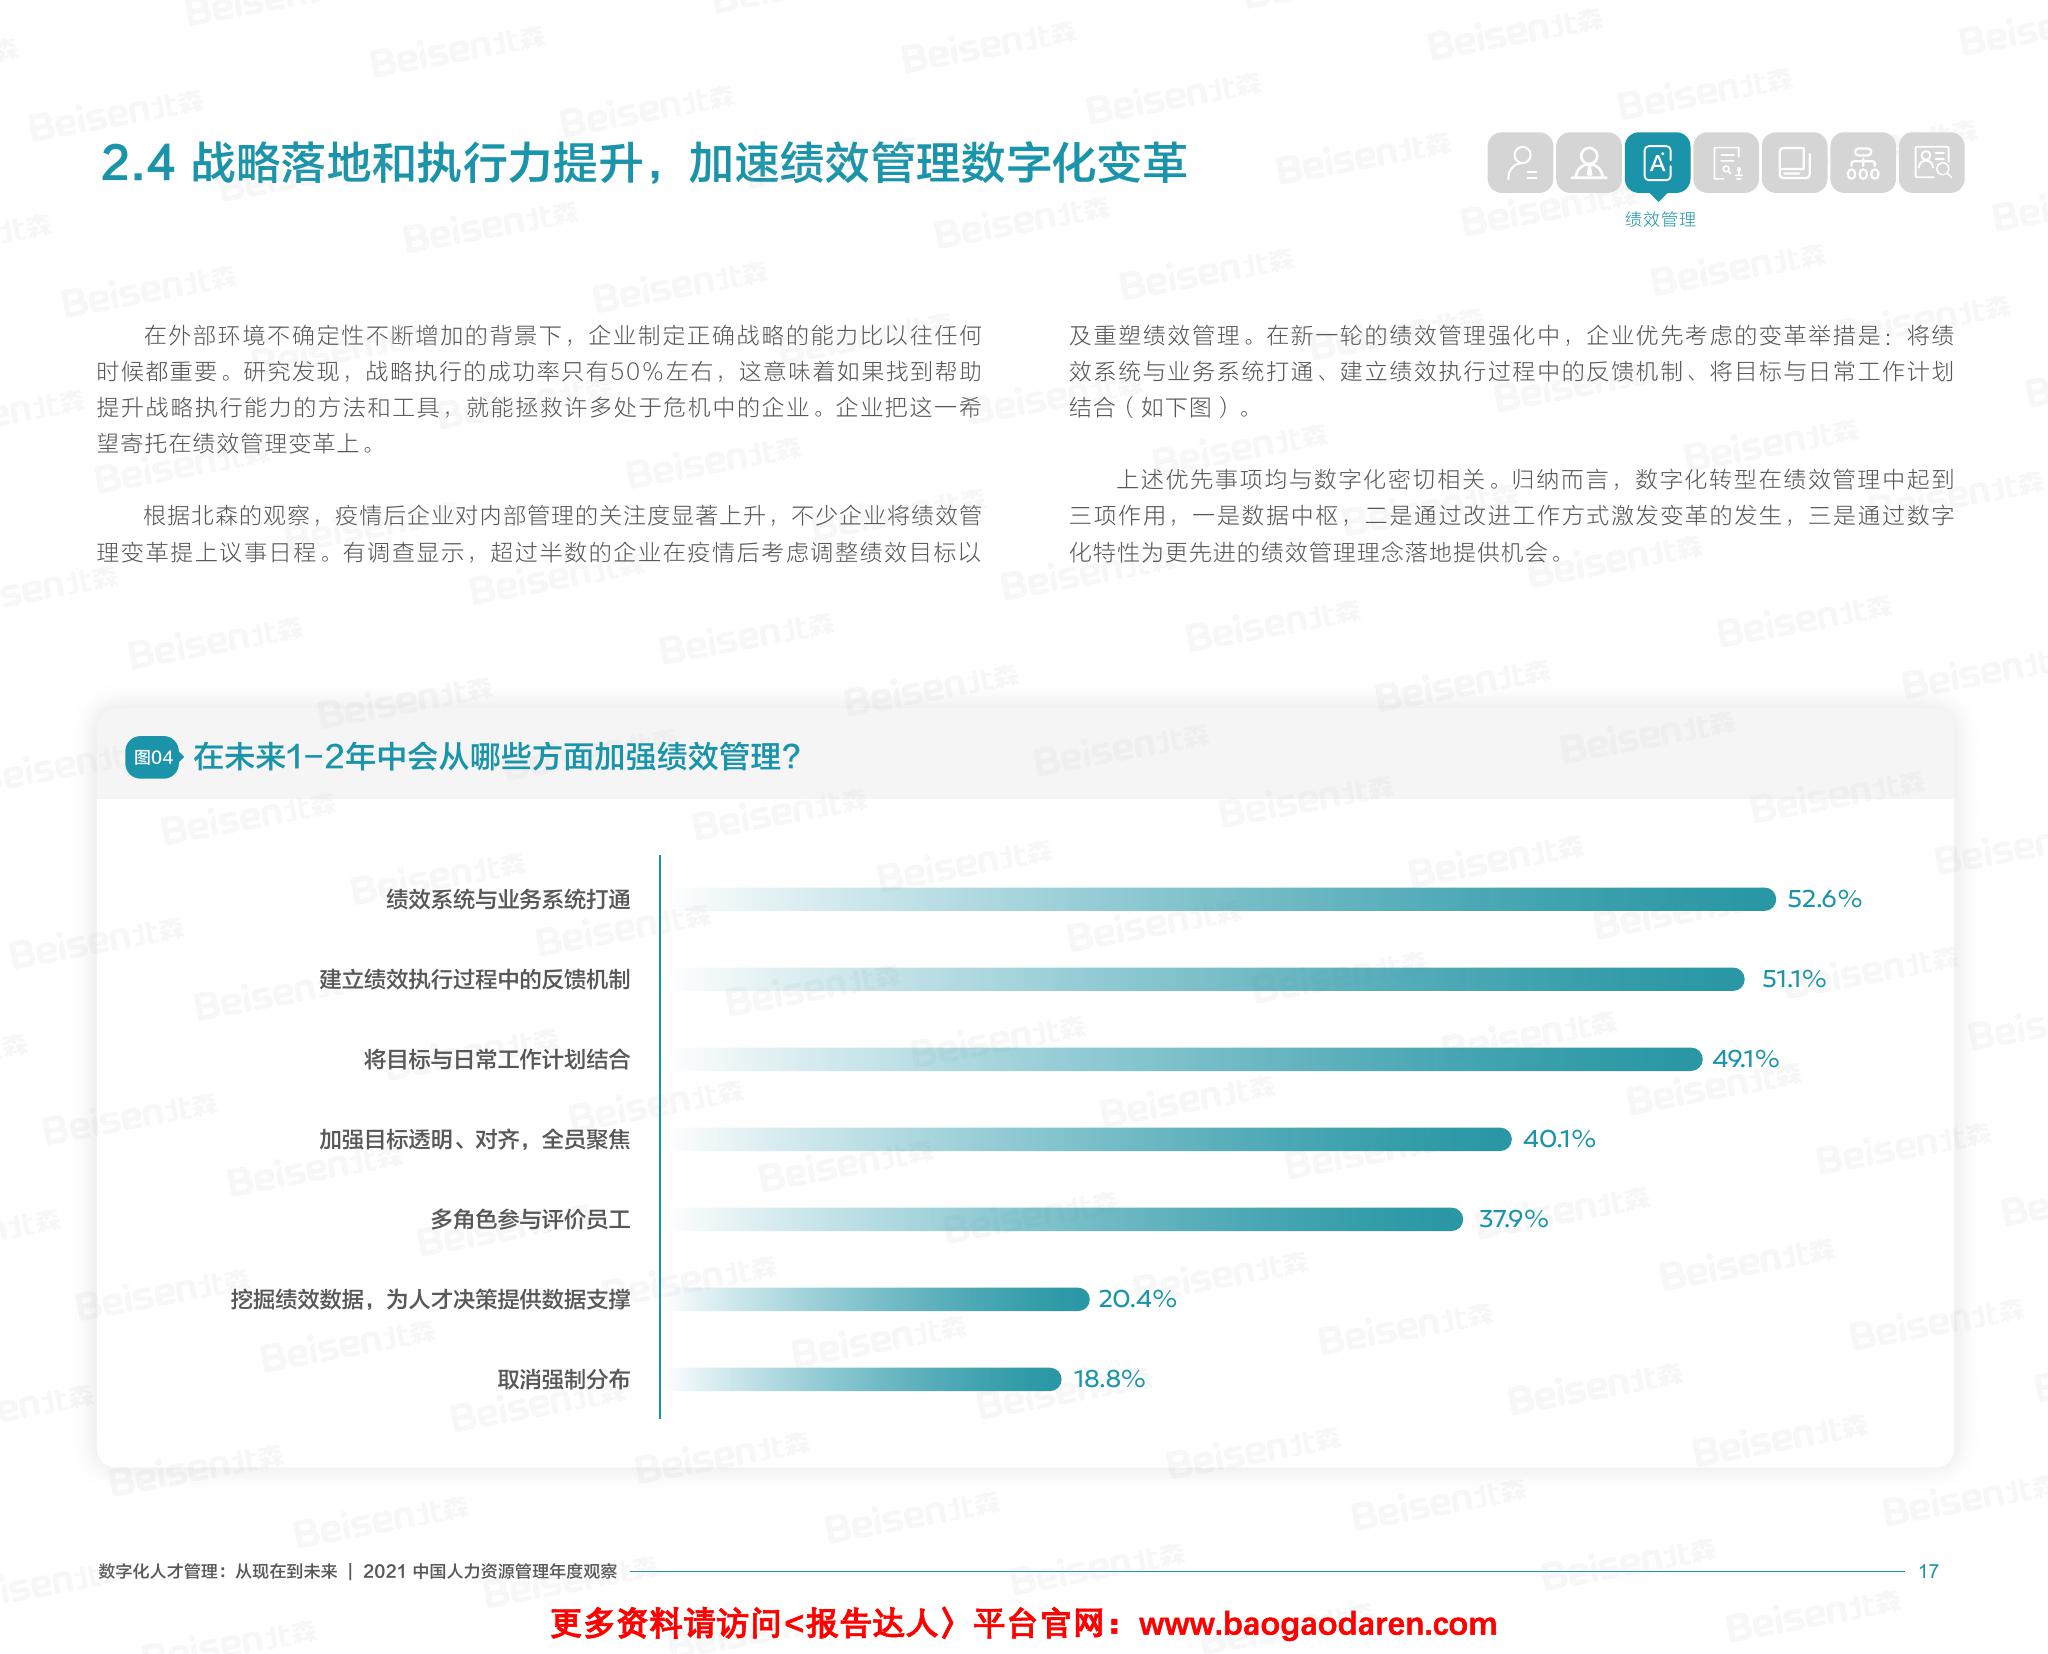 2.4 战略落地和执行力提升，加速绩效管理数字化变革
绩效管理
在外部环境不确定性不断增加的背景下，企业制定正确战略的能力比以往任何
时候都重要。研究发现，战略执行的成功率只有50%左右，这意味着如果找到帮助
提升战略执行能力的方法和工具，就能拯救许多处于危机中的企业。企业把这一希
望寄托在绩效管理变革上。
根据北森的观察，疫情后企业对内部管理的关注度显著上升，不少企业将绩效管
理变革提上议事日程。有调查显示，超过半数的企业在疫情后考虑调整绩效目标以
及重塑绩效管理。在新一轮的绩效管理强化中，企业优先考虑的变革举措是：将绩
效系统与业务系统打通、建立绩效执行过程中的反馈机制、将目标与日常工作计划
结合（如下图）。
上述优先事项均与数字化密切相关。归纳而言，数字化转型在绩效管理中起到
三项作用，一是数据中枢，二是通过改进工作方式激发变革的发生，三是通过数字
化特性为更先进的绩效管理理念落地提供机会。
图04 在未来1-2年中会从哪些方面加强绩效管理？
绩效系统与业务系统打通 52.6%
建立绩效执行过程中的反馈机制 51.1%
将目标与日常工作计划结合 49.1%
加强目标透明、对齐，全员聚焦 40.1%
多角色参与评价员工 37.9%
挖掘绩效数据，为人才决策提供数据支撑 20.4%
取消强制分布 18.8%
数字化人才管理：从现在到未来 | 2021 中国人力资源管理年度观察 17
更多资料请访问<报告达人〉平台官网：www.baogaodaren.com
Beisen北森